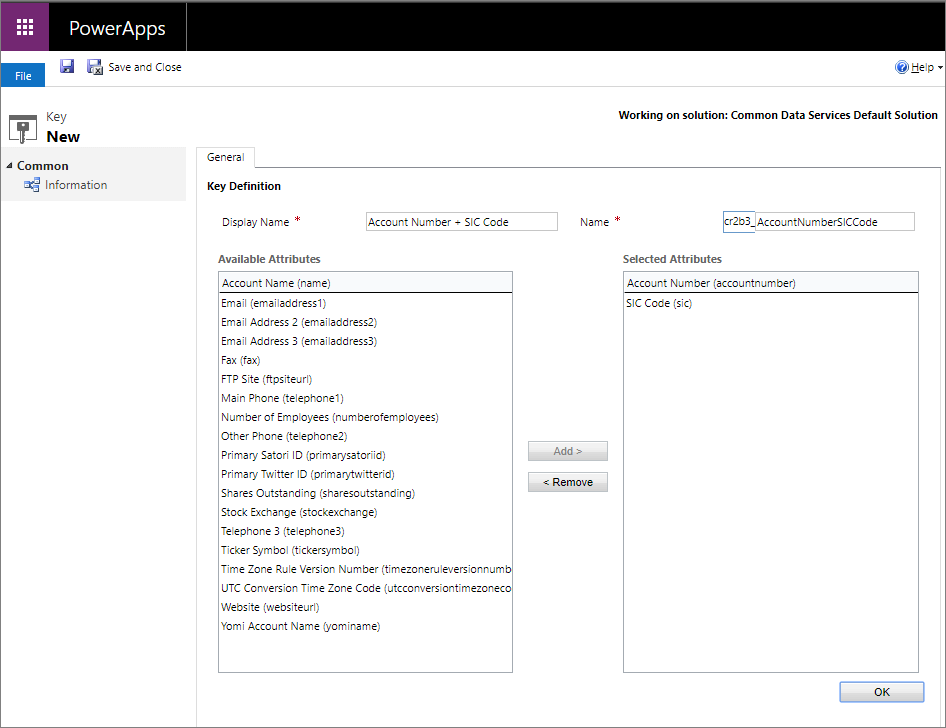 PowerApps
File
Save and Close
Help
Key
New
Working on solution: Common Data Services Default Solution
Common
Information
General
Key Definition
Display Name *
Account Number + SIC Code
Name *
cr2b3_
AccountNumberSICCode
Available Attributes
Account Name (name)
Email (emailaddress1)
Email Address 2 (emailaddress2)
Email Address 3 (emailaddress3)
Fax (fax)
FTP Site (ftpsiteurl)
Main Phone (telephone1)
Number of Employees (numberofemployees)
Other Phone (telephone2)
Primary Satori ID (primarysatoriid)
Primary Twitter ID (primarytwitterid)
Shares Outstanding (sharesoutstanding)
Stock Exchange (stockexchange)
Telephone 3 (telephone3)
Ticker Symbol (tickersymbol)
Time Zone Rule Version Number (timezoneruleversionnumb
UTC Conversion Time Zone Code (utcconversiontimezoneco
Website (websiteurl)
Yomi Account Name (yominame)
Add >
< Remove
Selected Attributes
Account Number (accountnumber)
SIC Code (sic)
OK